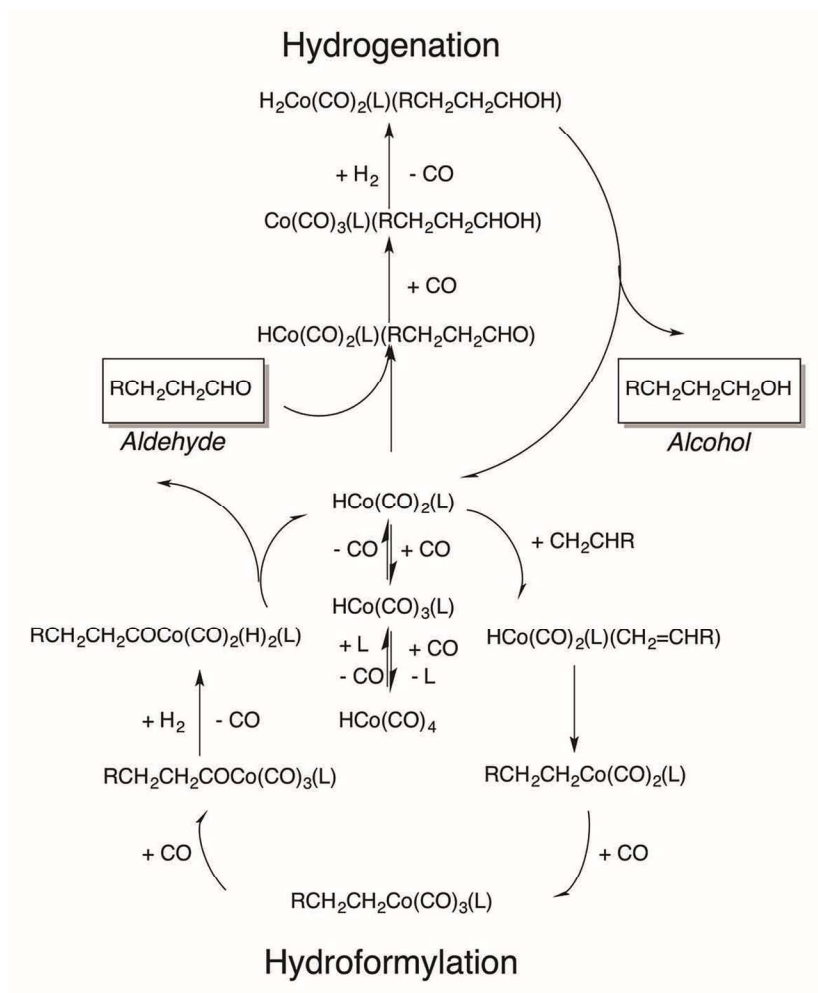 Hydrogenation
H₂Co(CO)₂(L)(RCH₂CH₂CHOH)
+ H₂ - CO
Co(CO)₃(L)(RCH₂CH₂CHOH)
+ CO
HCo(CO)₂(L)(RCH₂CH₂CHO)
RCH₂CH₂CHO
Aldehyde
RCH₂CH₂CH₂OH
Alcohol
HCo(CO)₂(L)
- CO + CO
+ CH₂CHR
HCo(CO)₃(L)
RCH₂CH₂COCo(CO)₂(H)₂(L)
HCo(CO)₂(L)(CH₂=CHR)
+ L + CO
- CO - L
HCo(CO)₄
+ H₂ - CO
RCH₂CH₂COCo(CO)₃(L)
RCH₂CH₂Co(CO)₂(L)
+ CO
+ CO
RCH₂CH₂Co(CO)₃(L)
Hydroformylation